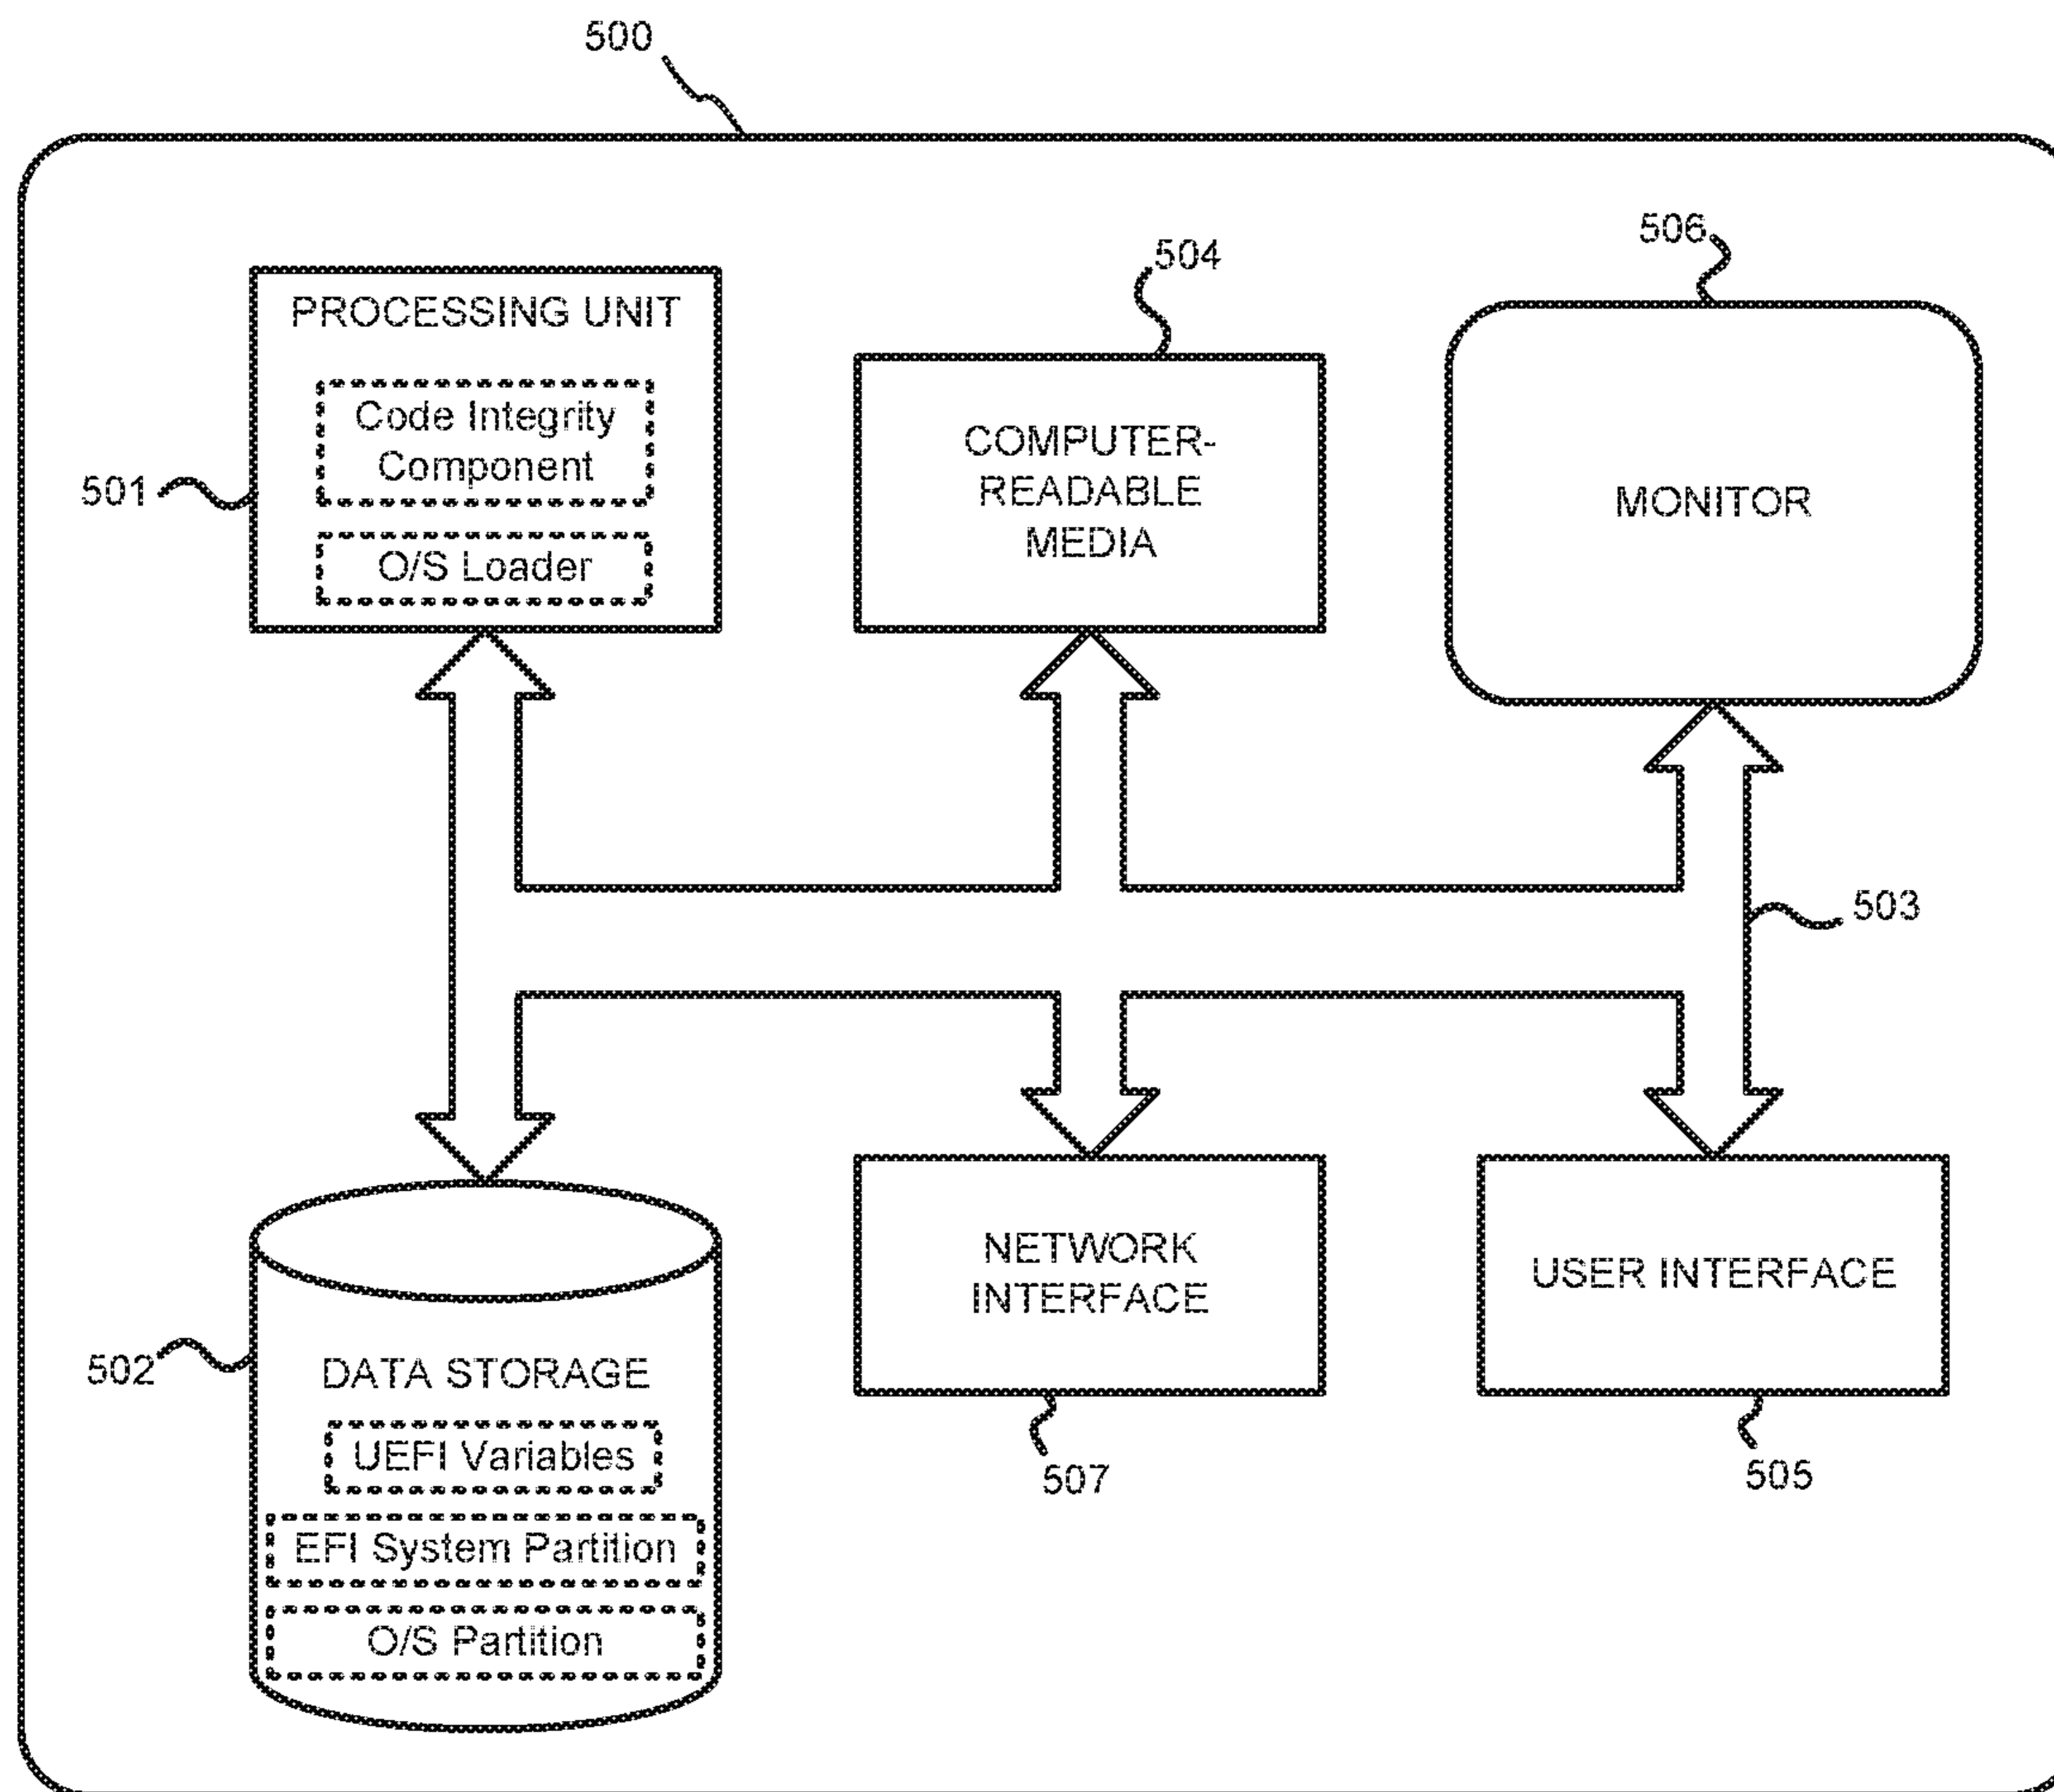 500
506
504
PROCESSING UNIT
Code Integrity
Component
O/S Loader
501
COMPUTER-
READABLE
MEDIA
MONITOR
503
NETWORK
INTERFACE
USER INTERFACE
502
DATA STORAGE
UEFI Variables
EFI System Partition
O/S Partition
507
505